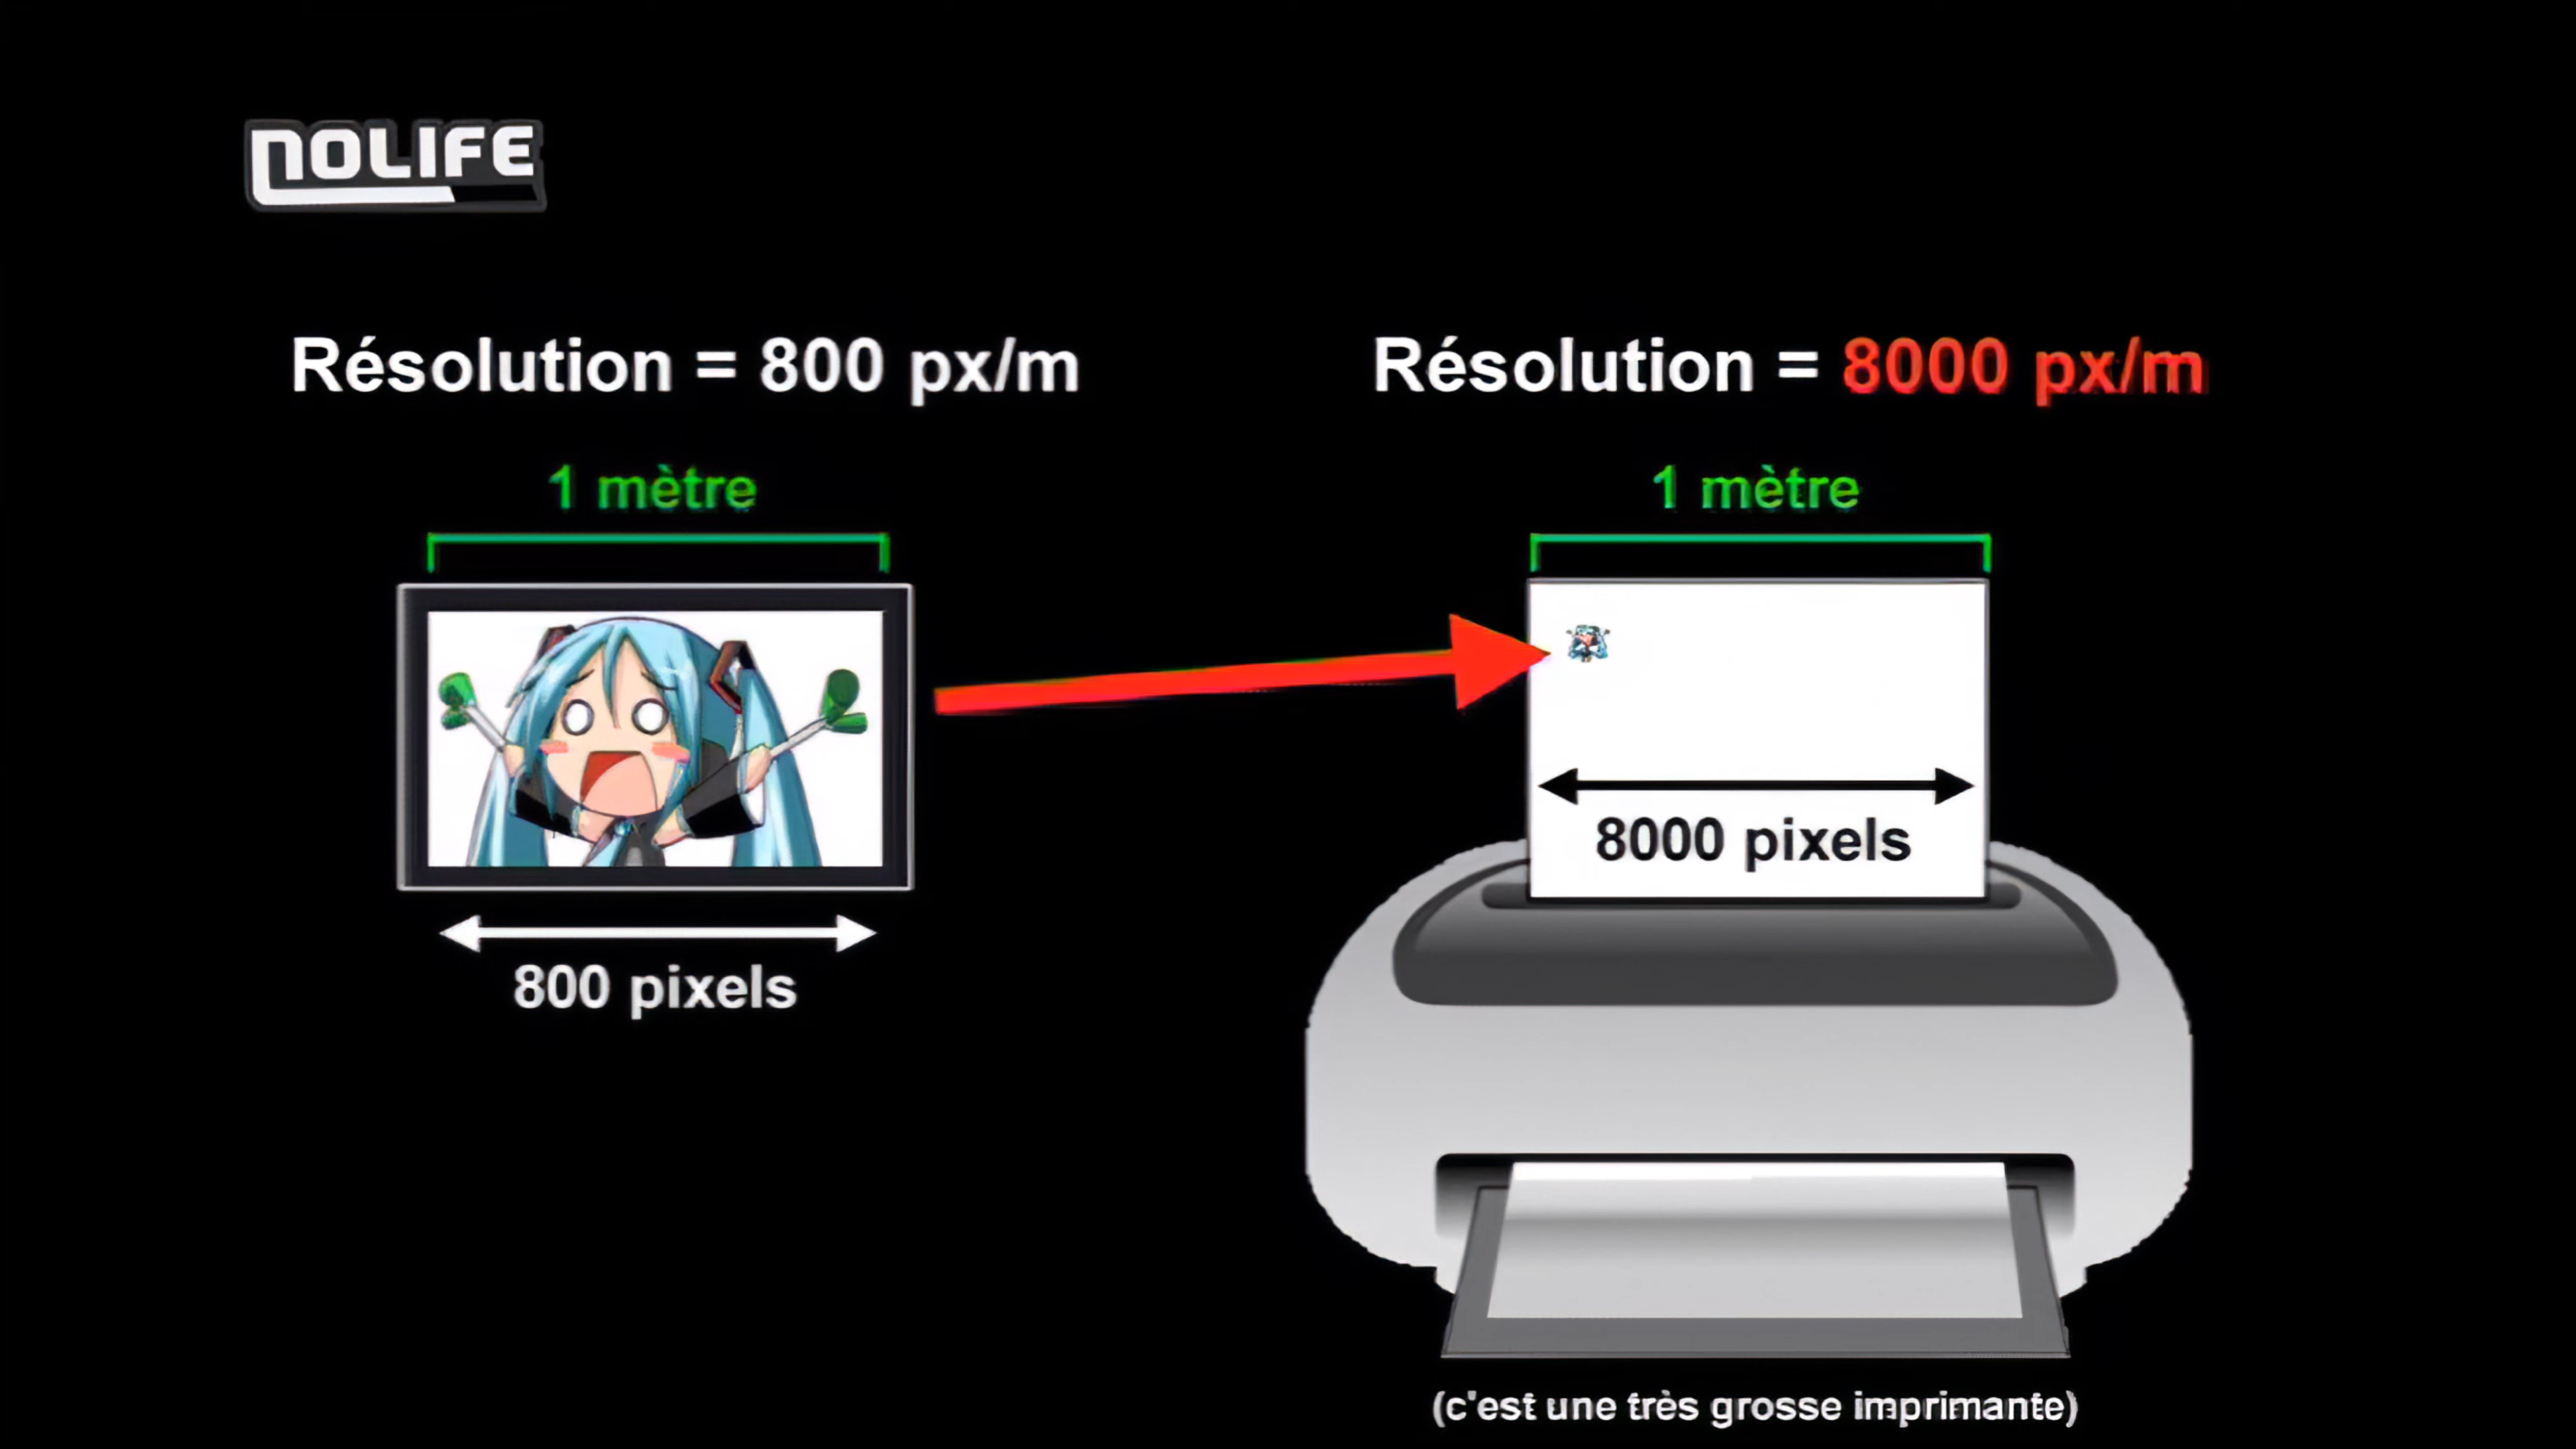 NOLIFE
Résolution = 800 px/m
1 mètre
800 pixels
Résolution = 8000 px/m
1 mètre
8000 pixels
(c'est une très grosse imprimante)